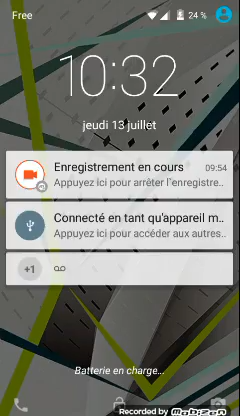 Free 24 %
10:32
jeudi 13 juillet
Enregistrement en cours 09:54
Appuyez ici pour arrêter l'enregistre..
Connecté en tant qu'appareil m..
Appuyez ici pour accéder aux autres..
+1
Batterie en charge...
Recorded by Mobizen